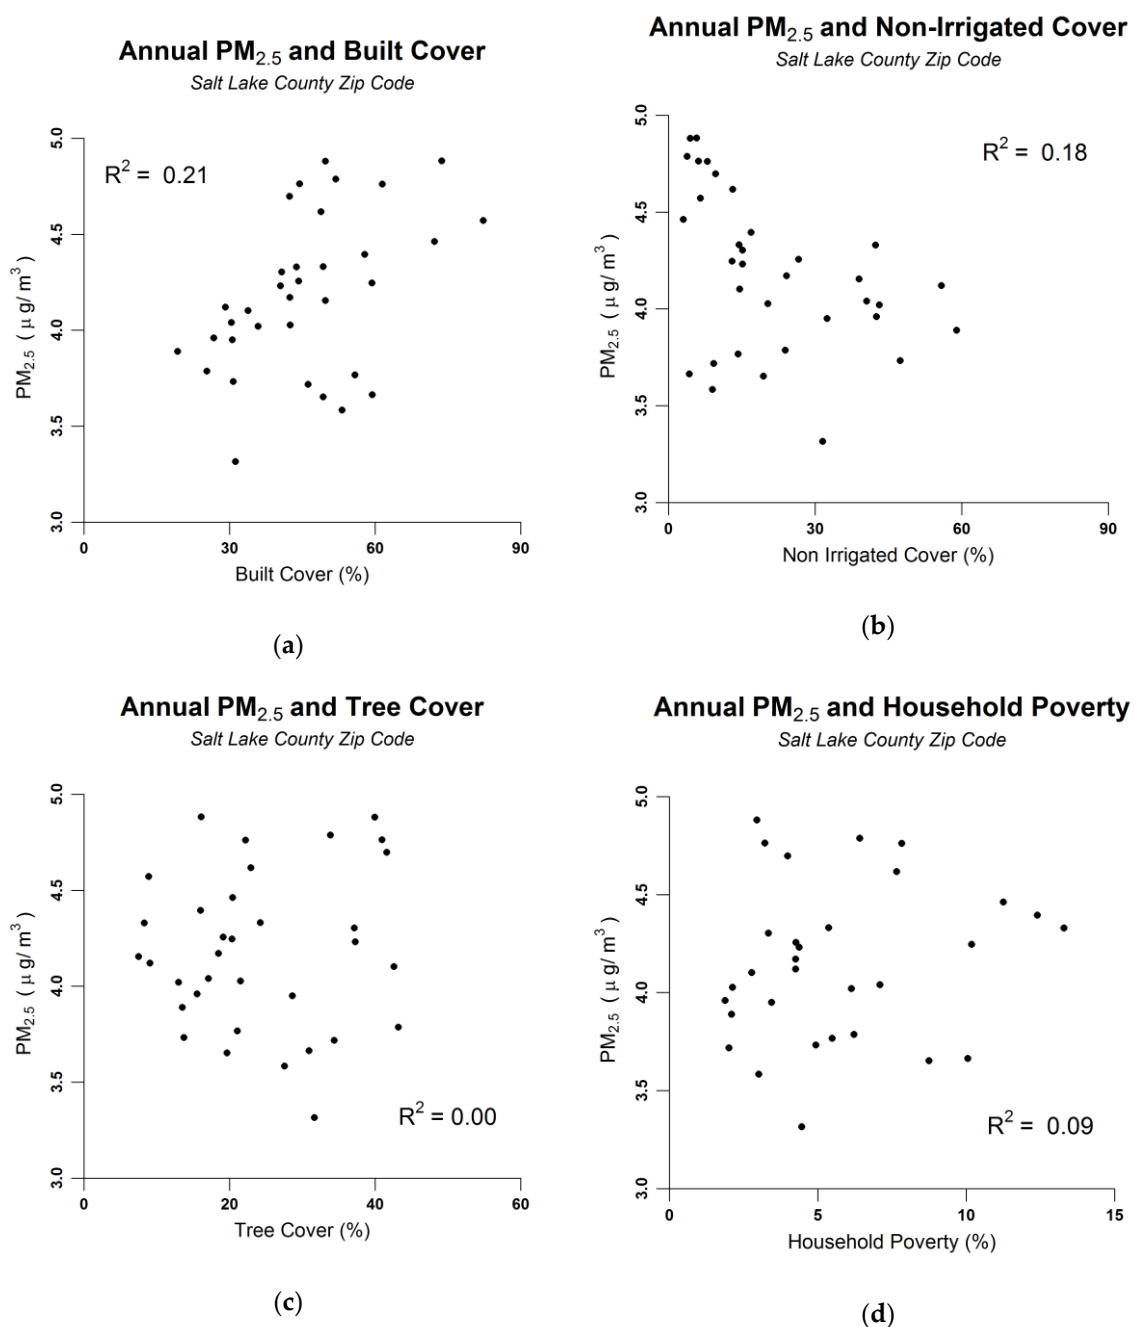 Annual PM2.5 and Built Cover
Salt Lake County Zip Code
R2 = 0.21
PM2.5 ( μ g/ m3 )
5.0
4.5
4.0
3.5
3.0
0 30 60 90
Built Cover (%)
(a)
Annual PM2.5 and Non-Irrigated Cover
Salt Lake County Zip Code
R2 = 0.18
PM2.5 ( μ g/ m3 )
5.0
4.5
4.0
3.5
3.0
0 30 60 90
Non Irrigated Cover (%)
(b)
Annual PM2.5 and Tree Cover
Salt Lake County Zip Code
PM2.5 ( μ g/ m3 )
5.0
4.5
4.0
3.5
3.0
R2 = 0.00
0 20 40 60
Tree Cover (%)
(c)
Annual PM2.5 and Household Poverty
Salt Lake County Zip Code
PM2.5 ( μ g/ m3 )
5.0
4.5
4.0
3.5
3.0
R2 = 0.09
0 5 10 15
Household Poverty (%)
(d)